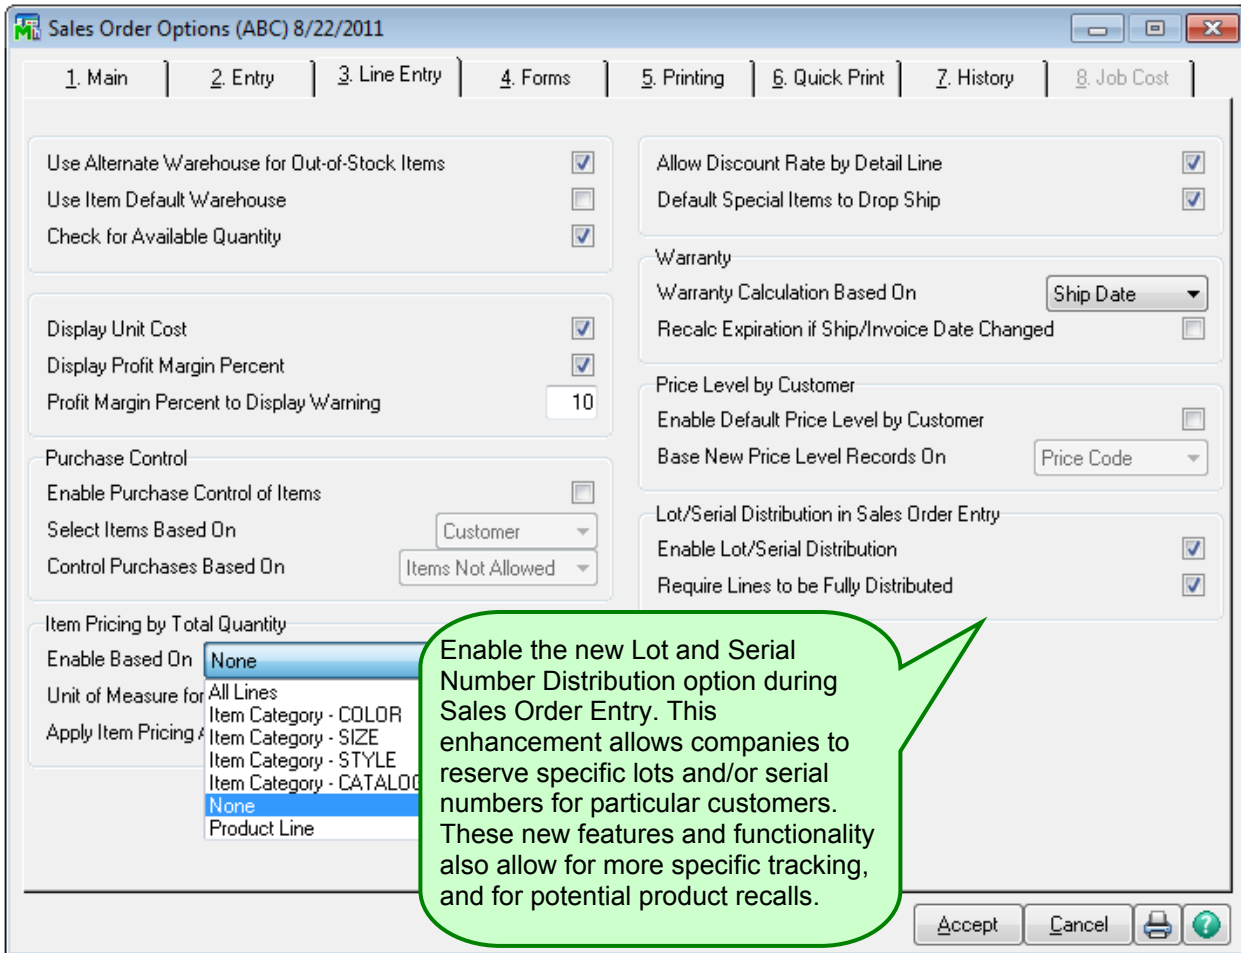 Sales Order Options (ABC) 8/22/2011
1. Main
2. Entry
3. Line Entry
4. Forms
5. Printing
6. Quick Print
7. History
8. Job Cost
Use Alternate Warehouse for Out-of-Stock Items
Use Item Default Warehouse
Check for Available Quantity
Display Unit Cost
Display Profit Margin Percent
Profit Margin Percent to Display Warning 10
Purchase Control
Enable Purchase Control of Items
Select Items Based On Customer
Control Purchases Based On Items Not Allowed
Item Pricing by Total Quantity
Enable Based On None
Unit of Measure for
Apply Item Pricing
All Lines
Item Category - COLOR
Item Category - SIZE
Item Category - STYLE
Item Category - CATALOG
None
Product Line
Allow Discount Rate by Detail Line
Default Special Items to Drop Ship
Warranty
Warranty Calculation Based On Ship Date
Recalc Expiration if Ship/Invoice Date Changed
Price Level by Customer
Enable Default Price Level by Customer
Base New Price Level Records On Price Code
Lot/Serial Distribution in Sales Order Entry
Enable Lot/Serial Distribution
Require Lines to be Fully Distributed
Enable the new Lot and Serial
Number Distribution option during
Sales Order Entry. This
enhancement allows companies to
reserve specific lots and/or serial
numbers for particular customers.
These new features and functionality
also allow for more specific tracking,
and for potential product recalls.
Accept
Cancel